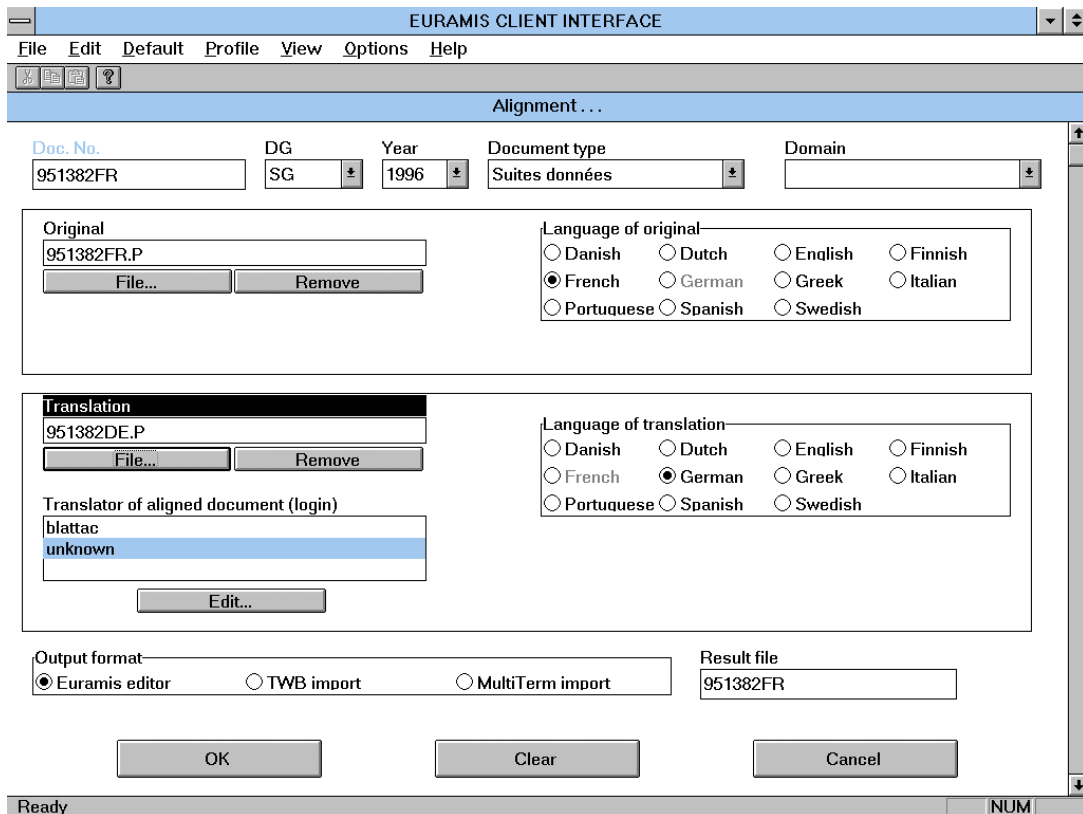 EURAMIS CLIENT INTERFACE
File Edit Default Profile View Options Help
Alignment...
Doc. No. DG Year Document type Domain
951382FR SG 1996 Suites données
Original
951382FR.P
File... Remove
Language of original
Danish Dutch English Finnish
French German Greek Italian
Portuguese Spanish Swedish
Translation
951382DE.P
File... Remove
Language of translation
Danish Dutch English Finnish
French German Greek Italian
Portuguese Spanish Swedish
Translator of aligned document (login)
blattac
unknown
Edit...
Output format
Euramis editor TWB import MultiTerm import
Result file
951382FR
OK Clear Cancel
Ready NUM